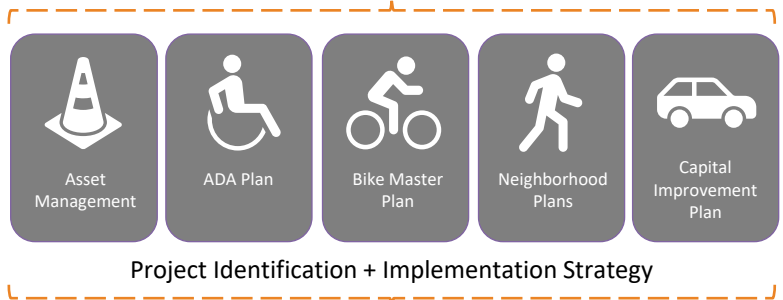 Asset
Management
ADA Plan
Bike Master
Plan
Neighborhood
Plans
Capital
Improvement
Plan
Project Identification + Implementation Strategy